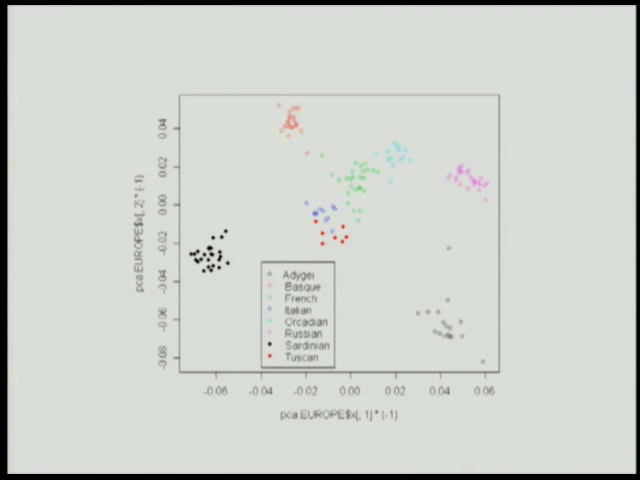 0.04
0.02
0.00
-0.02
-0.04
-0.06
-0.08
pca.EUROPE$x[, 2] * (-1)
Adygei
Basque
French
Italian
Orcadian
Russian
Sardinian
Tuscan
-0.06 -0.04 -0.02 0.00 0.02 0.04 0.06
pca.EUROPE$x[, 1] * (-1)